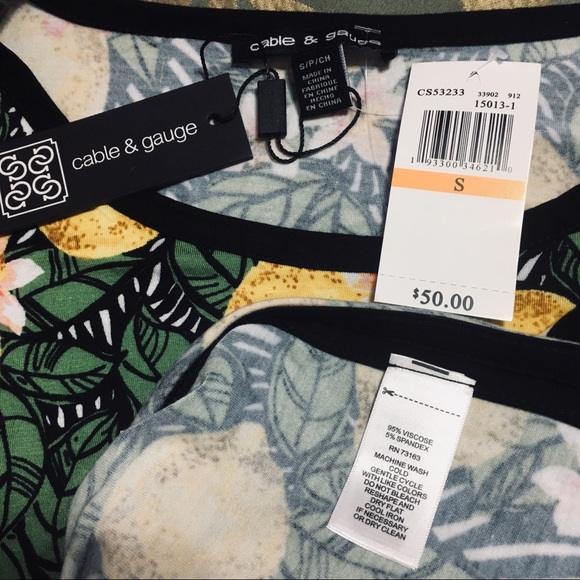 cable & gauge
S/P/CH
MADE IN
CHINA
FABRIQUE
EN CHINE
HECHO
EN CHINA
cable & gauge
CS53233 33902 912
15013-1
1 93300 34621 0
S
$50.00
95% VISCOSE
5% SPANDEX
RN 73163
MACHINE WASH
COLD
GENTLE CYCLE
WITH LIKE COLORS
DO NOT BLEACH
RESHAPE AND
DRY FLAT
COOL IRON
IF NECESSARY
OR DRY CLEAN